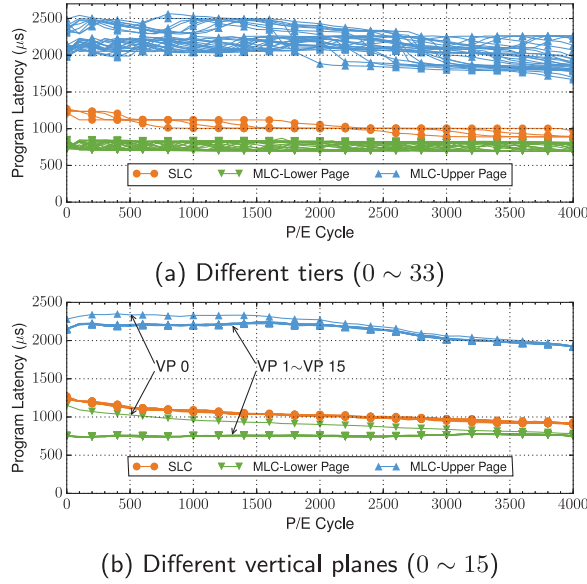 2500
2000
1500
1000
500
0
Program Latency (μs)
SLC MLC-Lower Page MLC-Upper Page
0 500 1000 1500 2000 2500 3000 3500 4000
P/E Cycle
(a) Different tiers (0 ∼ 33)
2500
2000
1500
1000
500
0
Program Latency (μs)
VP 0 VP 1~VP 15
SLC MLC-Lower Page MLC-Upper Page
0 500 1000 1500 2000 2500 3000 3500 4000
P/E Cycle
(b) Different vertical planes (0 ∼ 15)